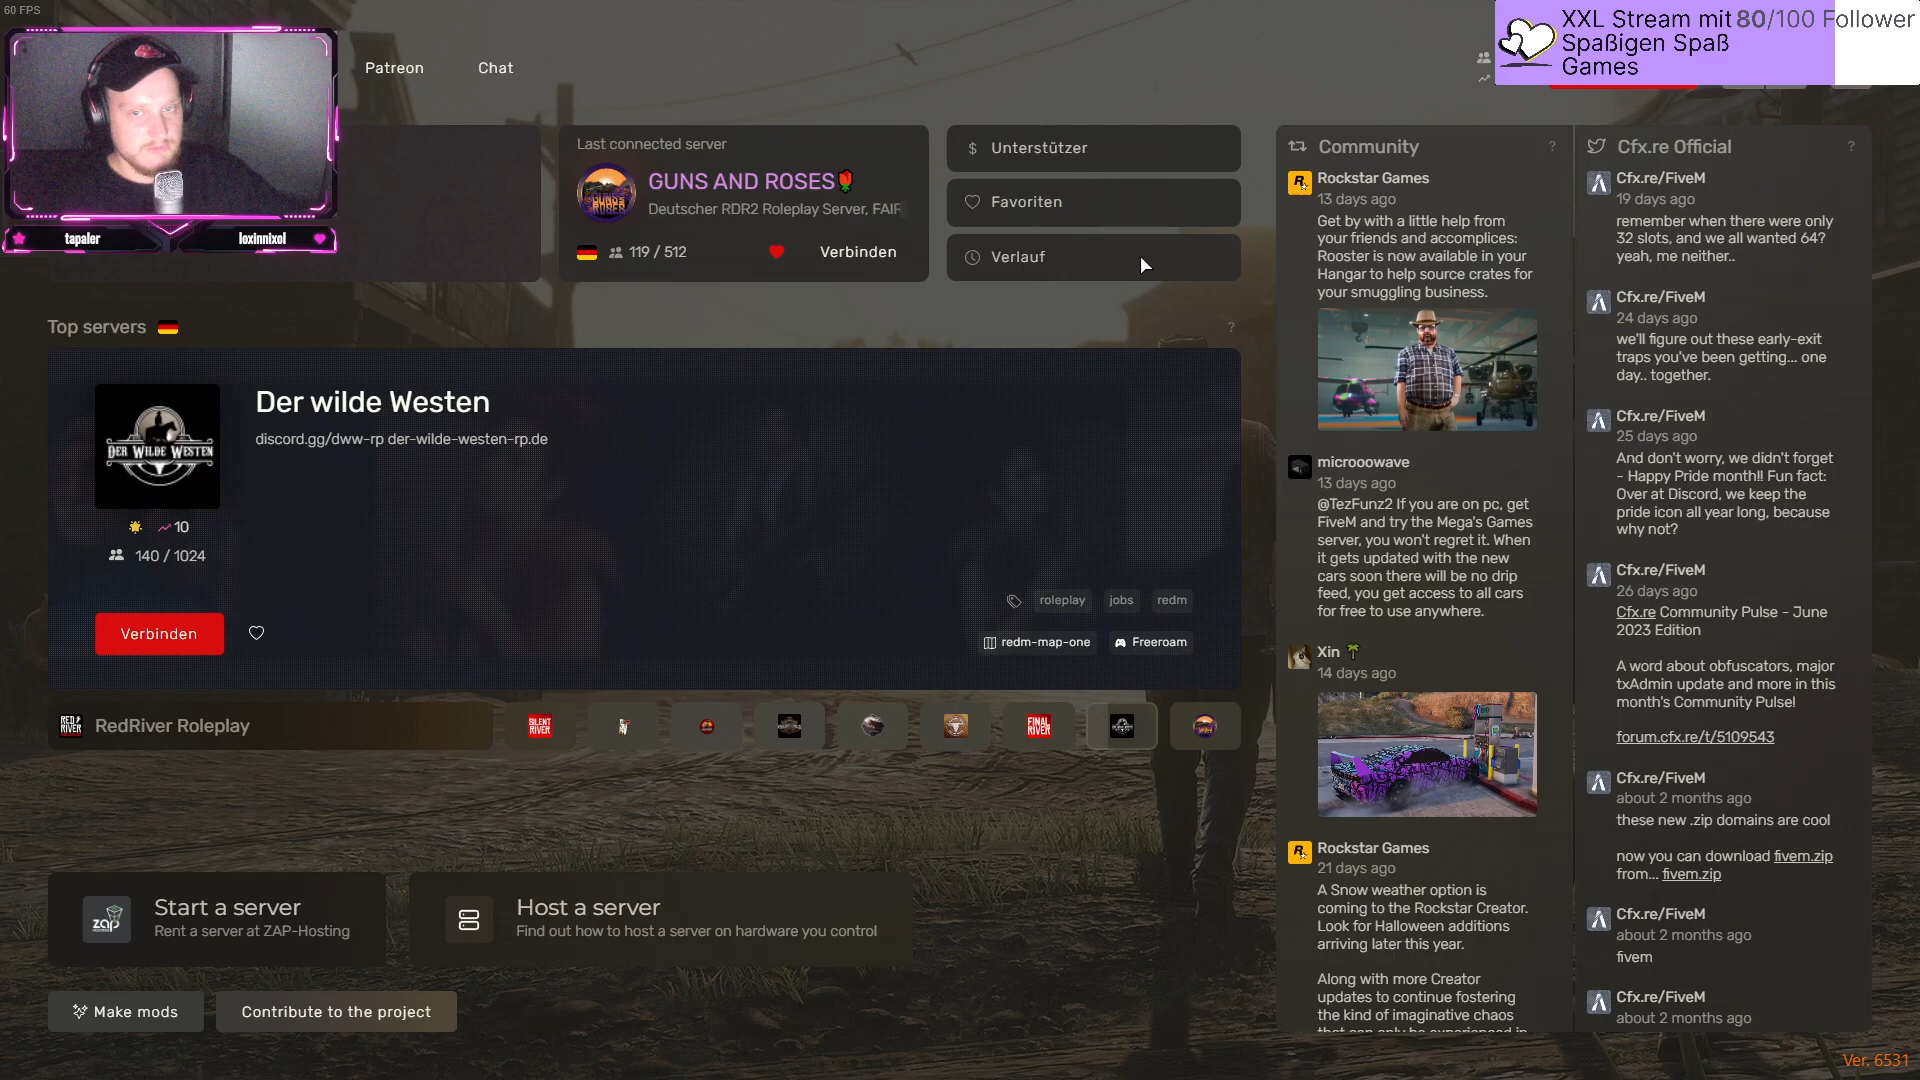 60 FPS
tapaler
loxinnixol
Patreon
Chat
XXL Stream mit 80/100 Follower
Spaßigen Spaß
Games
Last connected server
GUNS AND ROSES🌹
Deutscher RDR2 Roleplay Server, FAIR
119 / 512
Verbinden
$ Unterstützer
Favoriten
Verlauf
Top servers
?
DER WILDE WESTEN
Der wilde Westen
discord.gg/dww-rp der-wilde-westen-rp.de
10
140 / 1024
Verbinden
roleplay
jobs
redm
redm-map-one
Freeroam
RED RIVER
RedRiver Roleplay
SILENT RIVER
FINAL RIVER
zap
Start a server
Rent a server at ZAP-Hosting
Host a server
Find out how to host a server on hardware you control
Make mods
Contribute to the project
Community
?
Rockstar Games
13 days ago
Get by with a little help from
your friends and accomplices:
Rooster is now available in your
Hangar to help source crates for
your smuggling business.
microoowave
13 days ago
@TezFunz2 If you are on pc, get
FiveM and try the Mega's Games
server, you won't regret it. When
it gets updated with the new
cars soon there will be no drip
feed, you get access to all cars
for free to use anywhere.
Xin 🌴
14 days ago
Rockstar Games
21 days ago
A Snow weather option is
coming to the Rockstar Creator.
Look for Halloween additions
arriving later this year.
Along with more Creator
updates to continue fostering
the kind of imaginative chaos
that can only be experienced in
Cfx.re Official
?
Cfx.re/FiveM
19 days ago
remember when there were only
32 slots, and we all wanted 64?
yeah, me neither..
Cfx.re/FiveM
24 days ago
we'll figure out these early-exit
traps you've been getting... one
day.. together.
Cfx.re/FiveM
25 days ago
And don't worry, we didn't forget
- Happy Pride month!! Fun fact:
Over at Discord, we keep the
pride icon all year long, because
why not?
Cfx.re/FiveM
26 days ago
Cfx.re Community Pulse - June
2023 Edition
A word about obfuscators, major
txAdmin update and more in this
month's Community Pulse!
forum.cfx.re/t/5109543
Cfx.re/FiveM
about 2 months ago
these new .zip domains are cool
now you can download fivem.zip
from... fivem.zip
Cfx.re/FiveM
about 2 months ago
fivem
Cfx.re/FiveM
about 2 months ago
Ver. 6531